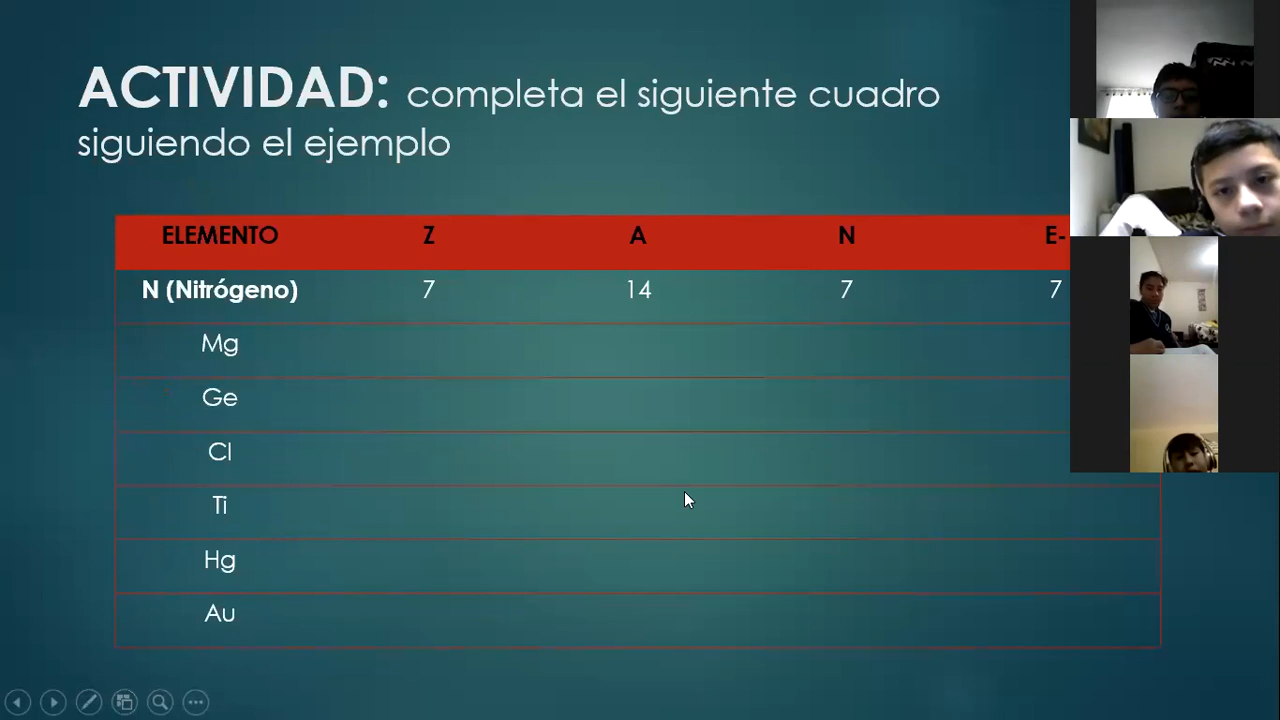 ACTIVIDAD: completa el siguiente cuadro
siguiendo el ejemplo
ELEMENTO Z A N E-
N (Nitrógeno) 7 14 7 7
Mg
Ge
Cl
Ti
Hg
Au